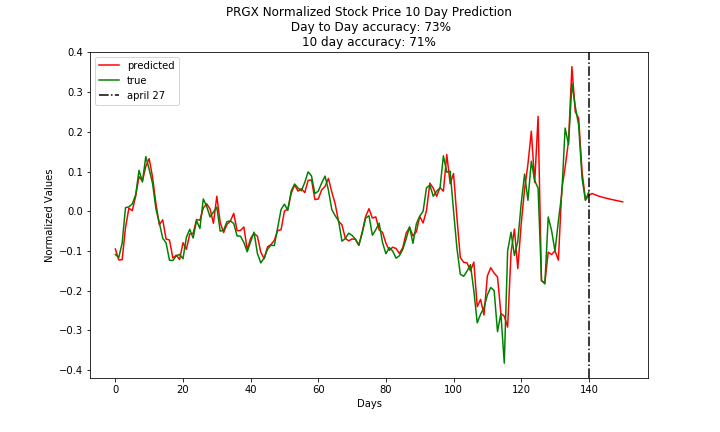 PRGX Normalized Stock Price 10 Day Prediction
Day to Day accuracy: 73%
10 day accuracy: 71%
predicted
true
april 27
Normalized Values
0.4
0.3
0.2
0.1
0.0
−0.1
−0.2
−0.3
−0.4
0 20 40 60 80 100 120 140
Days